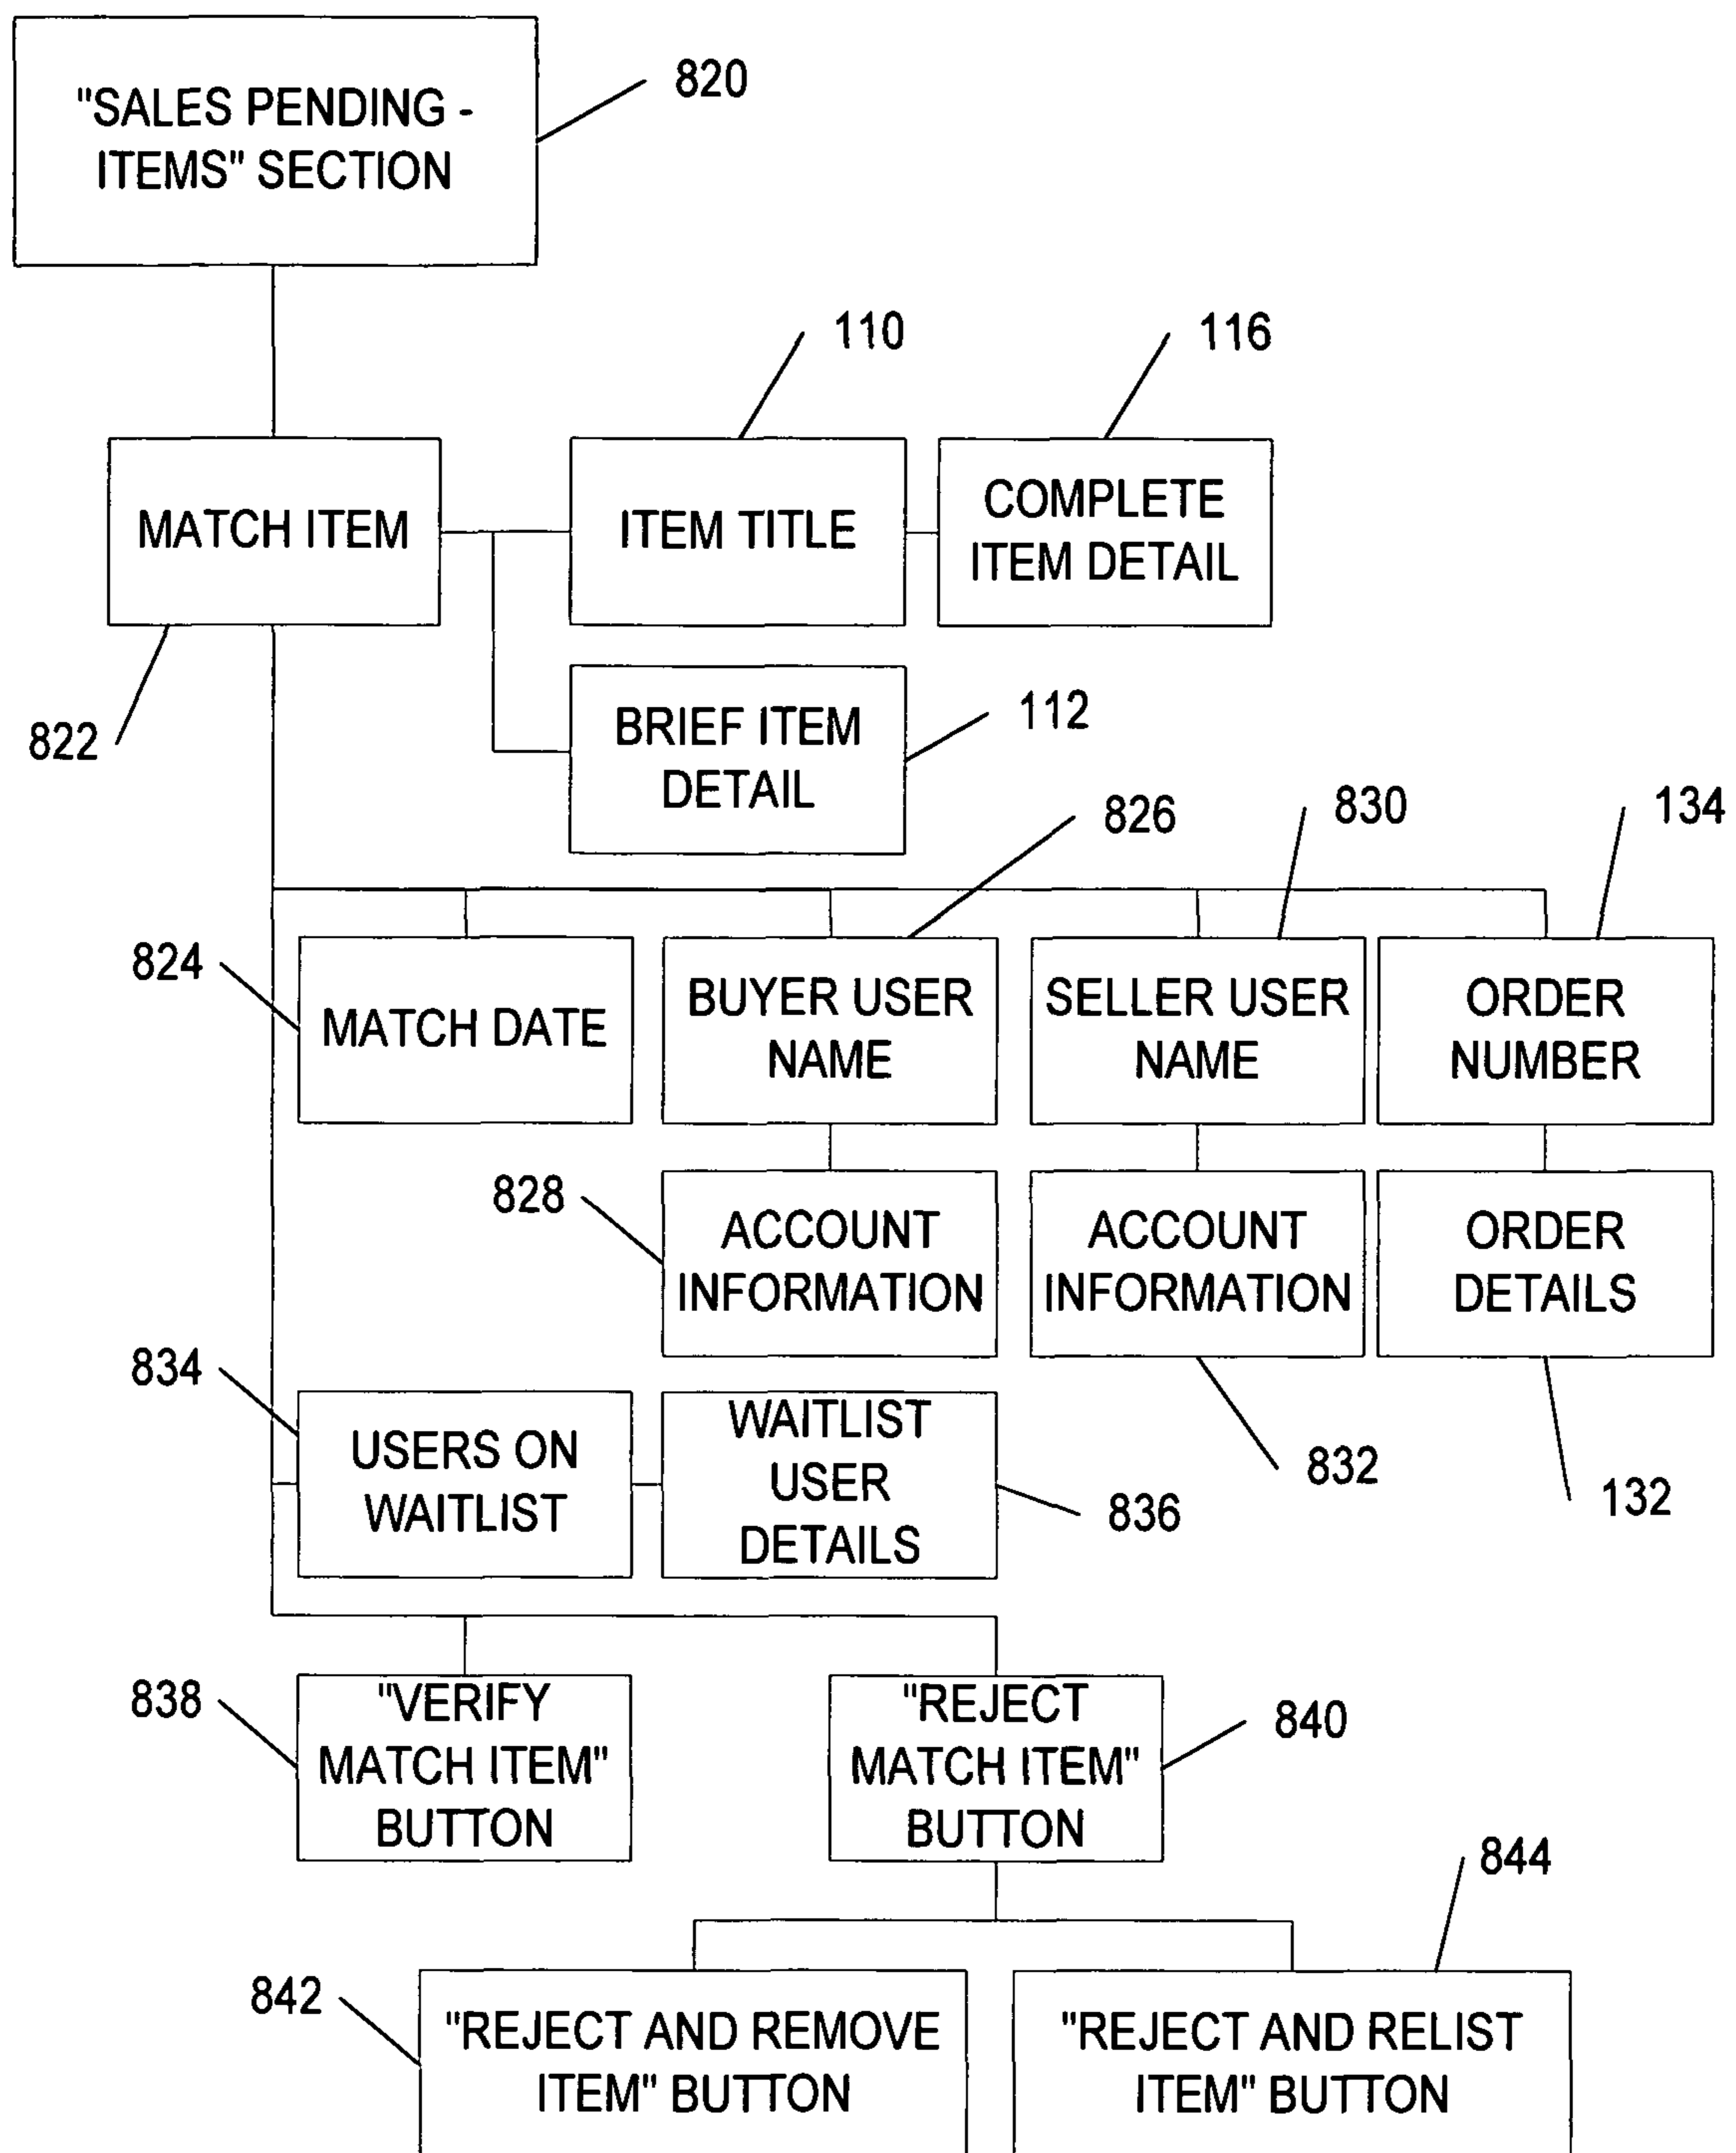 "SALES PENDING -
ITEMS" SECTION
820
110
116
MATCH ITEM
ITEM TITLE
COMPLETE
ITEM DETAIL
822
BRIEF ITEM
DETAIL
112
826
830
134
824
MATCH DATE
BUYER USER
NAME
SELLER USER
NAME
ORDER
NUMBER
828
ACCOUNT
INFORMATION
ACCOUNT
INFORMATION
ORDER
DETAILS
834
USERS ON
WAITLIST
WAITLIST
USER
DETAILS
836
832
132
838
"VERIFY
MATCH ITEM"
BUTTON
"REJECT
MATCH ITEM"
BUTTON
840
844
842
"REJECT AND REMOVE
ITEM" BUTTON
"REJECT AND RELIST
ITEM" BUTTON